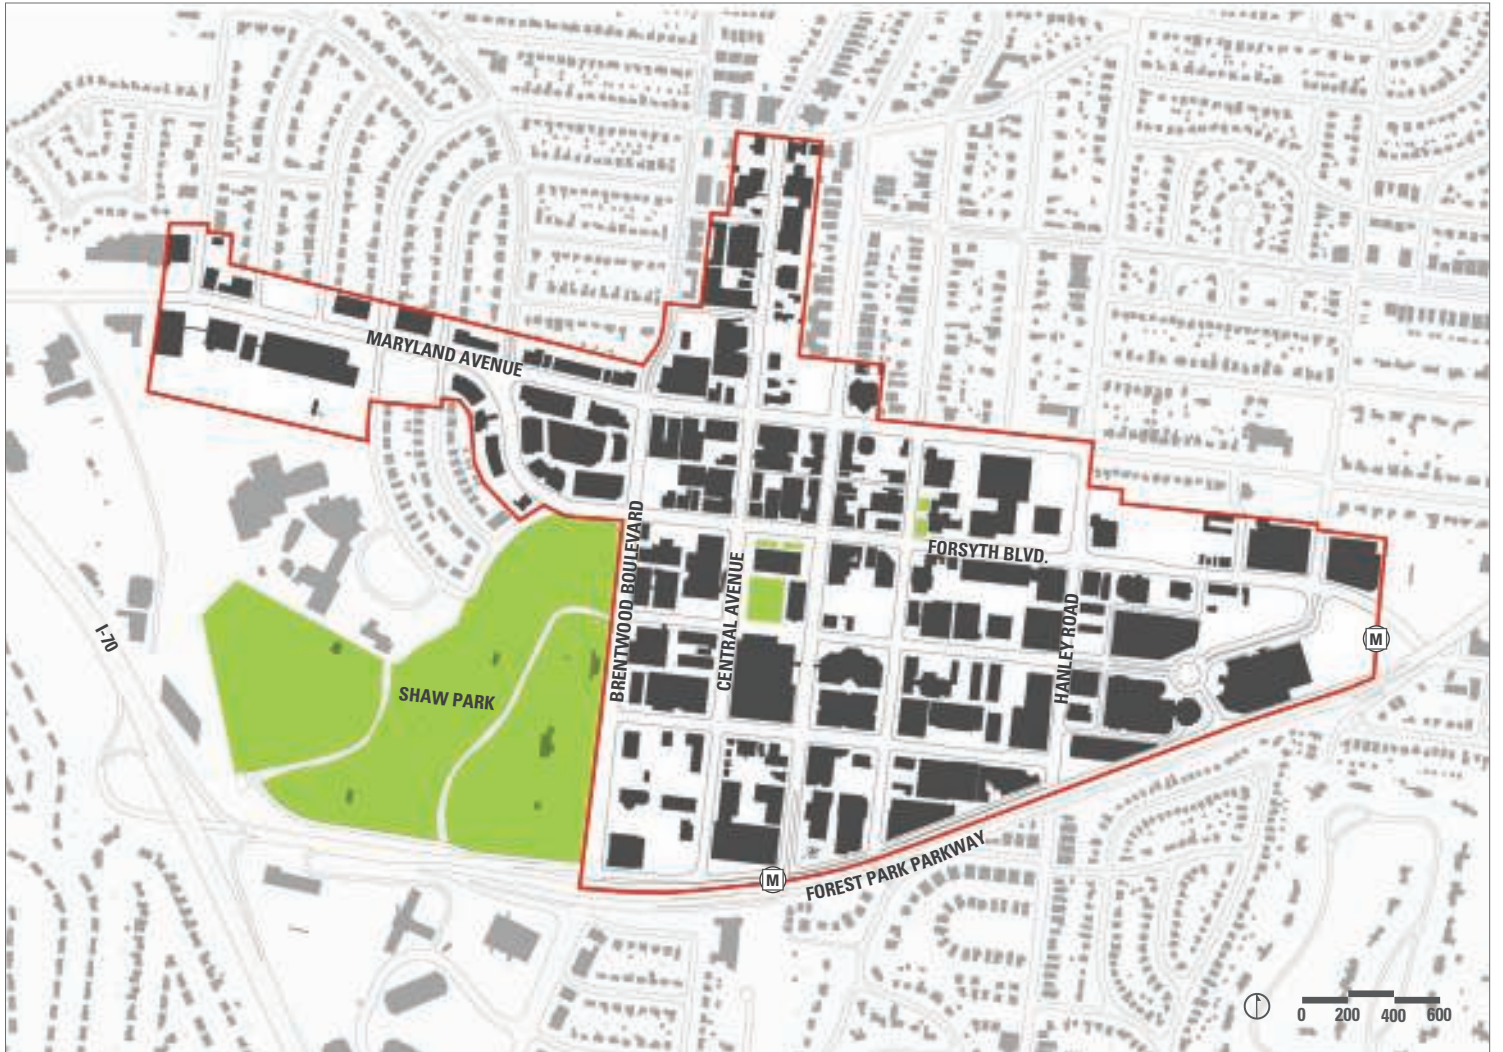 MARYLAND AVENUE
FORSYTH BLVD.
BRENTWOOD BOULEVARD
CENTRAL AVENUE
HANLEY ROAD
I-70
M
SHAW PARK
M
FOREST PARK PARKWAY
0 200 400 600